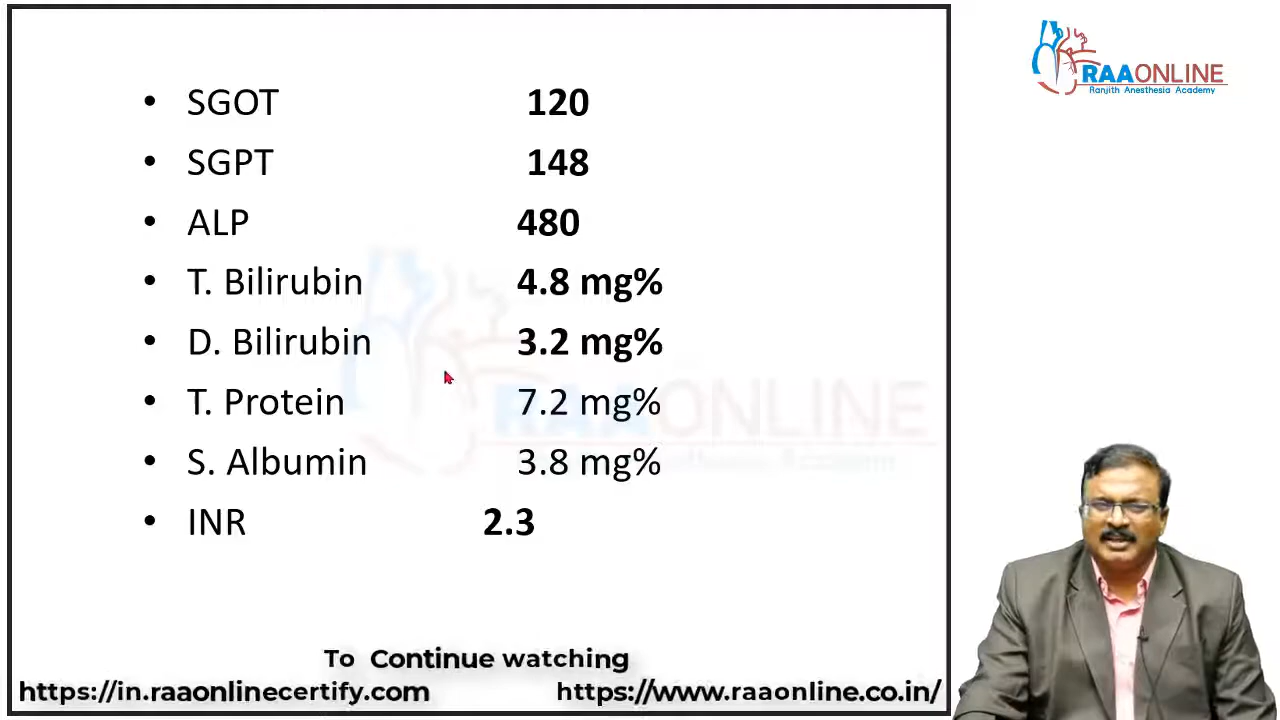 RAAONLINE
Ranjith Anesthesia Academy
• SGOT 120
• SGPT 148
• ALP 480
• T. Bilirubin 4.8 mg%
• D. Bilirubin 3.2 mg%
• T. Protein 7.2 mg%
• S. Albumin 3.8 mg%
• INR 2.3
RAAONLINE
To Continue watching
https://in.raaonlinecertify.com https://www.raaonline.co.in/